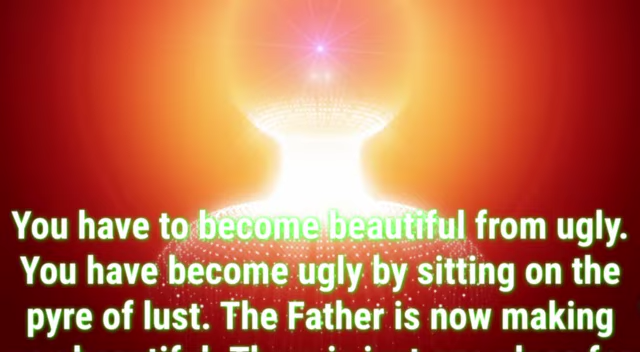 You have to become beautiful from ugly.
You have become ugly by sitting on the
pyre of lust. The Father is now making